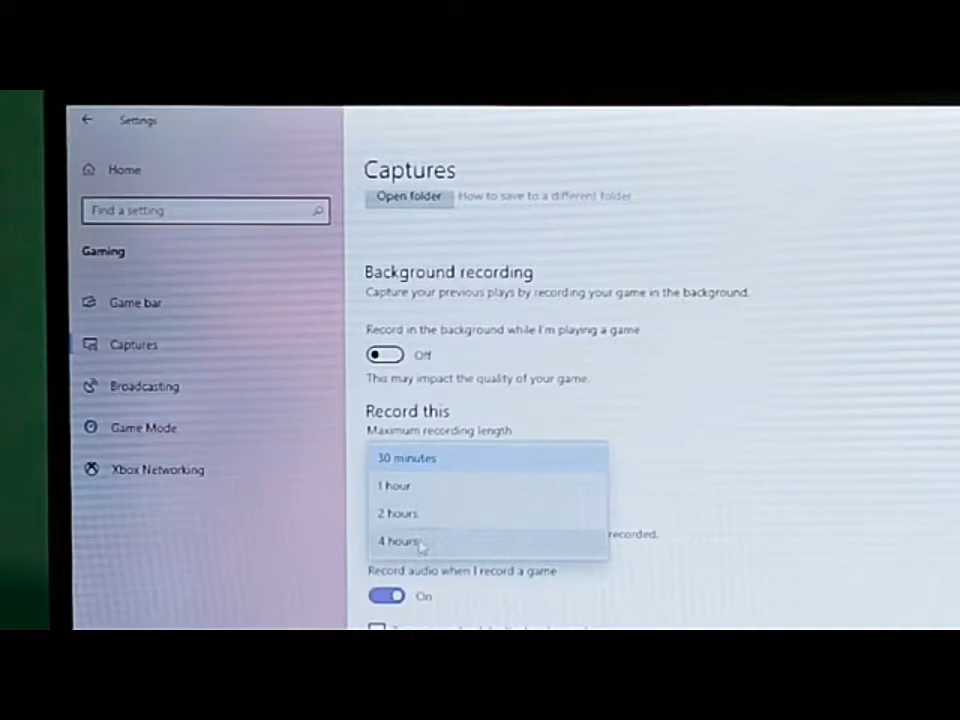 Settings
Home
Find a setting
Gaming
Game bar
Captures
Broadcasting
Game Mode
Xbox Networking
Captures
Open folder How to save to a different folder
Background recording
Capture your previous plays by recording your game in the background.
Record in the background while I'm playing a game
Off
This may impact the quality of your game.
Record this
Maximum recording length
30 minutes
1 hour
2 hours
4 hours
recorded.
Record audio when I record a game
On